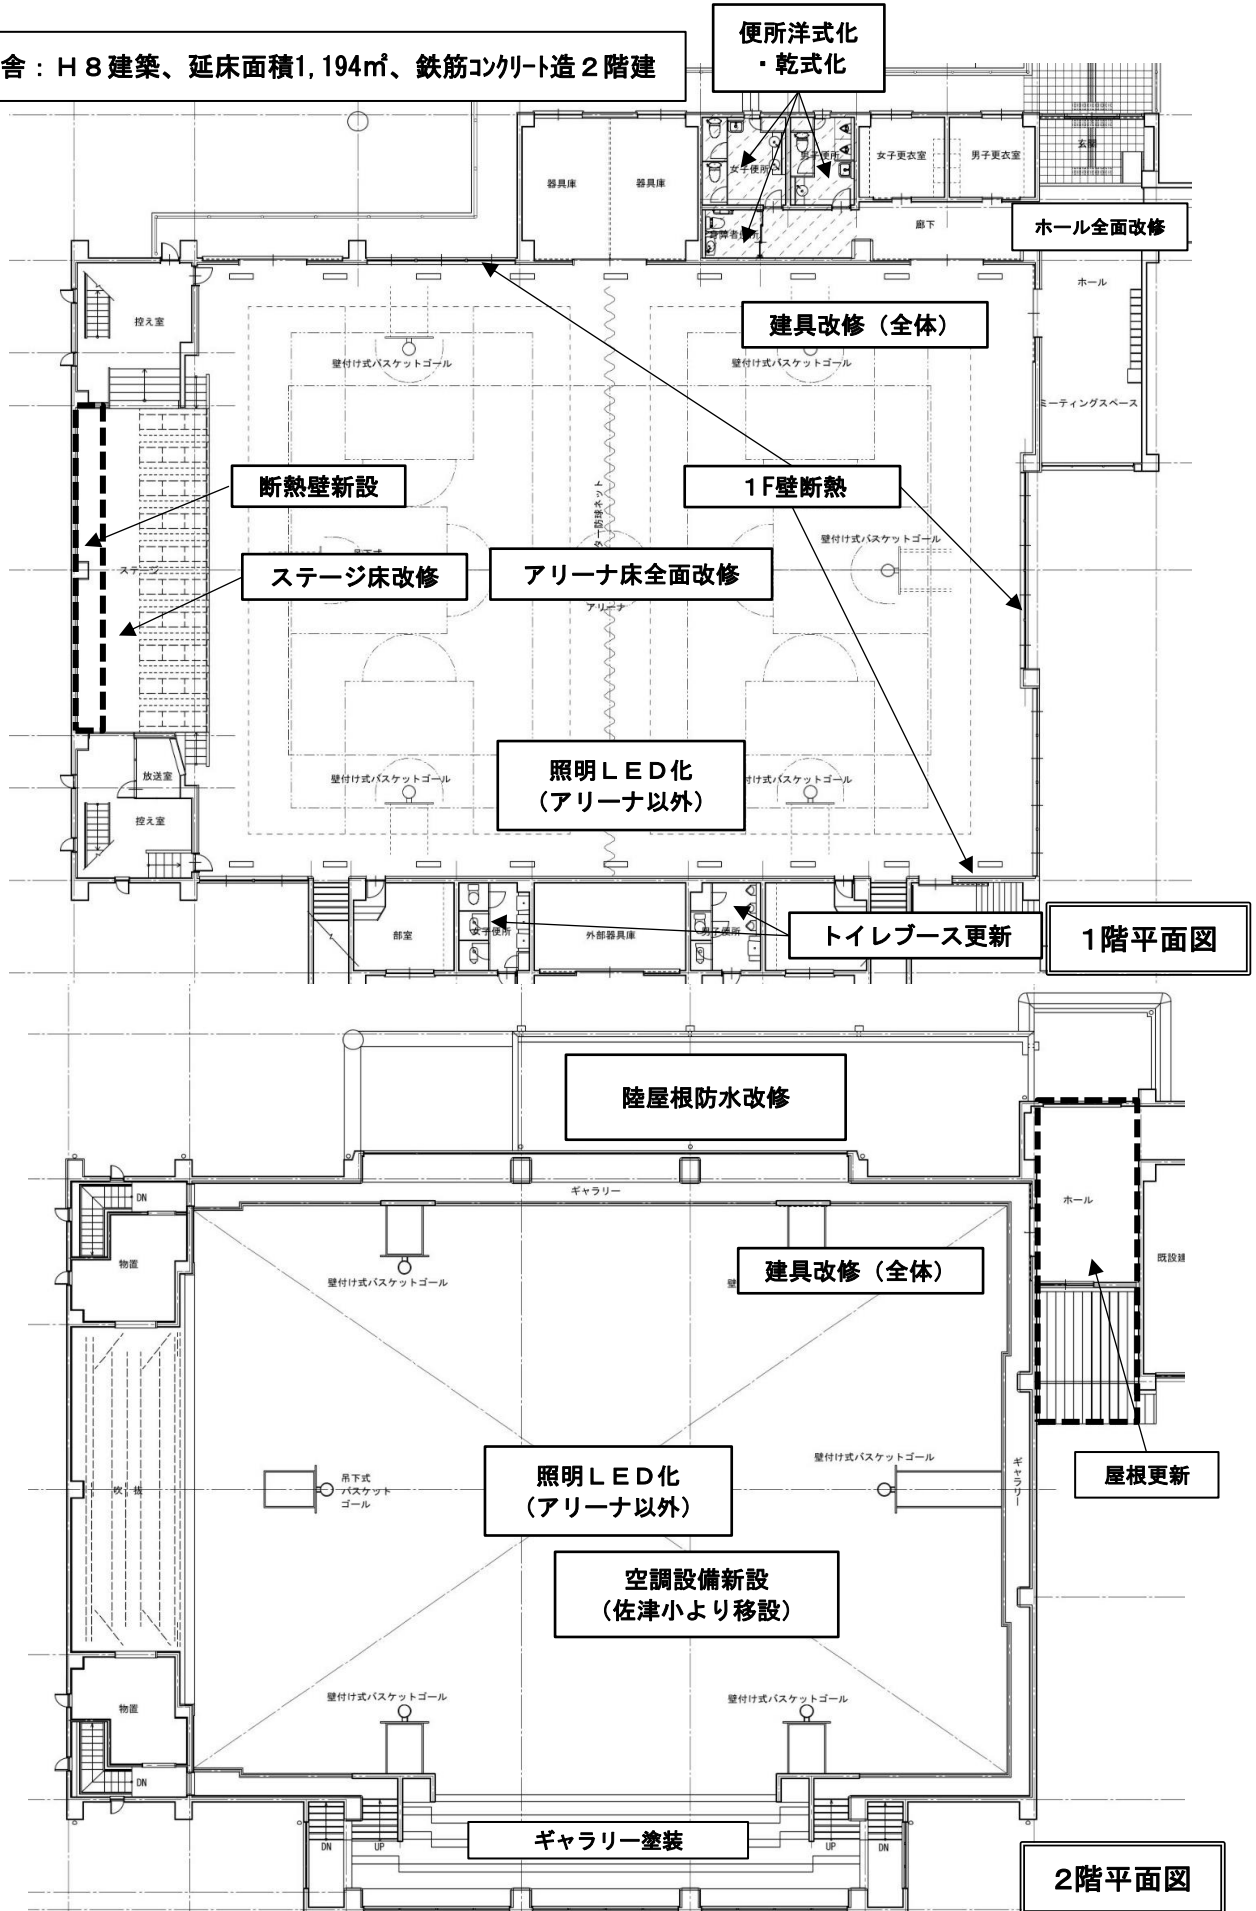 舎：Ｈ８建築、延床面積1,194㎡、鉄筋ｺﾝｸﾘｰﾄ造２階建
便所洋式化
・乾式化
器具庫
器具庫
女子便所
男子便所
女子更衣室
男子更衣室
玄関
廊下
ホール全面改修
控え室
ホール
建具改修（全体）
壁付け式バスケットゴール
壁付け式バスケットゴール
ミーティングスペース
断熱壁新設
１F壁断熱
ター防球ネット
壁付け式バスケットゴール
ステージ
ステージ床改修
アリーナ床全面改修
アリーナ
照明ＬＥＤ化
（アリーナ以外）
放送室
壁付け式バスケットゴール
付け式バスケットゴール
控え室
部室
女子便所
外部器具庫
男子便所
トイレブース更新
1階平面図
陸屋根防水改修
ギャラリー
DN
ホール
物置
壁付け式バスケットゴール
建具改修（全体）
既設建
照明ＬＥＤ化
（アリーナ以外）
壁付け式バスケットゴール
吊下式
バスケット
ゴール
吹 抜
ギャラリー
屋根更新
空調設備新設
（佐津小より移設）
物置
壁付け式バスケットゴール
壁付け式バスケットゴール
DN
ギャラリー塗装
DN
UP
UP
DN
2階平面図